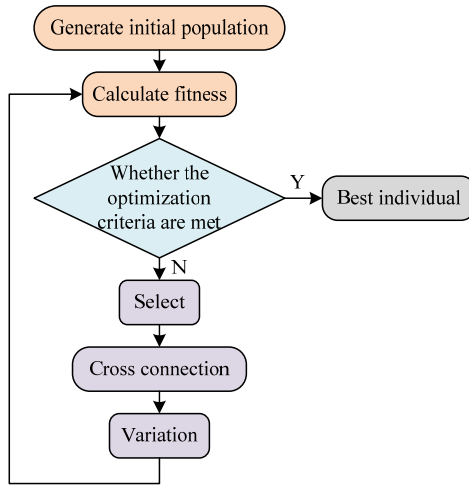 Generate initial population
Calculate fitness
Whether the
optimization
criteria are met
Y
Best individual
N
Select
Cross connection
Variation